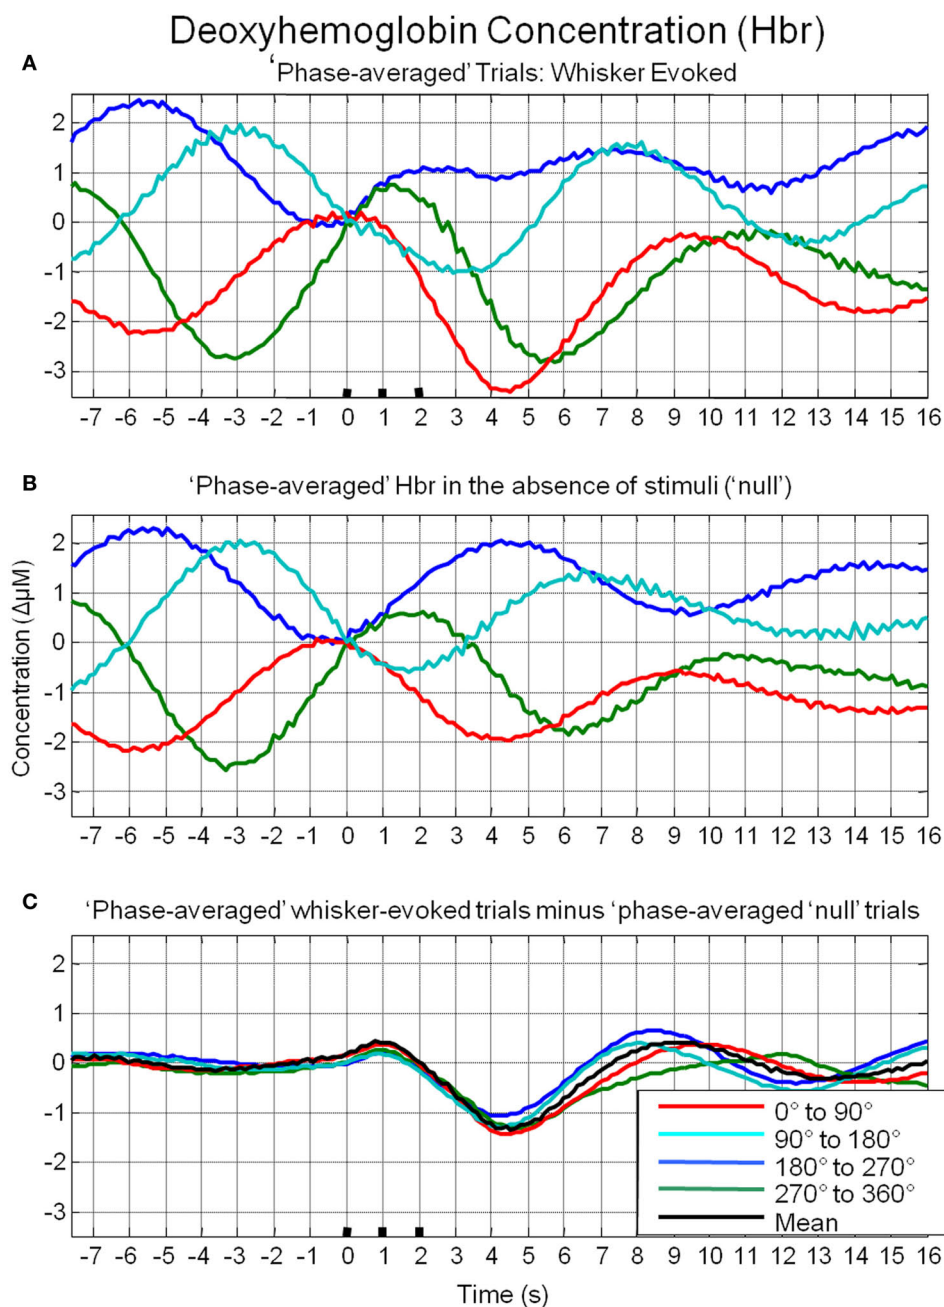 Deoxyhemoglobin Concentration (Hbr)
A
‘Phase-averaged’ Trials: Whisker Evoked
2
1
0
-1
-2
-3
-7 -6 -5 -4 -3 -2 -1 0 1 2 3 4 5 6 7 8 9 10 11 12 13 14 15 16
B
‘Phase-averaged’ Hbr in the absence of stimuli (‘null’)
Concentration (ΔµM)
2
1
0
-1
-2
-3
-7 -6 -5 -4 -3 -2 -1 0 1 2 3 4 5 6 7 8 9 10 11 12 13 14 15 16
C
‘Phase-averaged’ whisker-evoked trials minus ‘phase-averaged ‘null’ trials
2
1
0
-1
-2
-3
0° to 90°
90° to 180°
180° to 270°
270° to 360°
Mean
-7 -6 -5 -4 -3 -2 -1 0 1 2 3 4 5 6 7 8 9 10 11 12 13 14 15 16
Time (s)